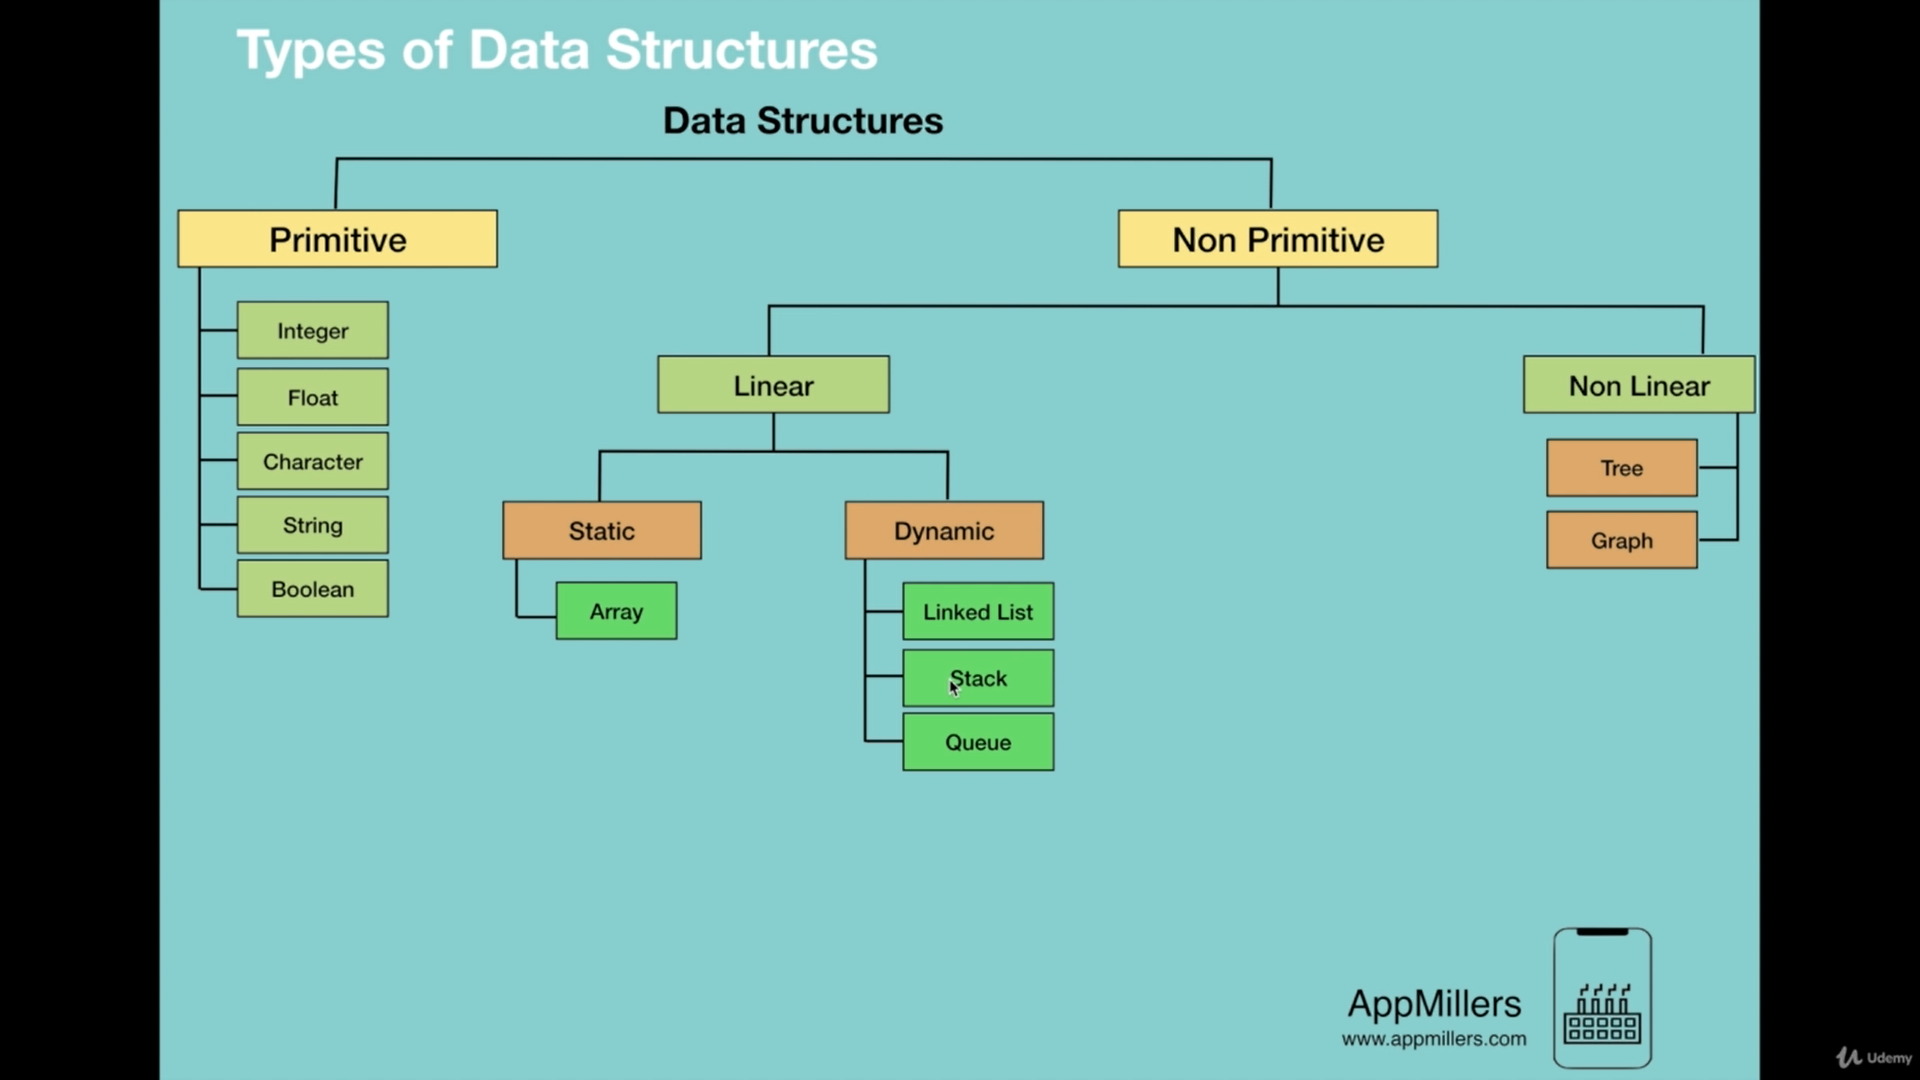 Types of Data Structures
Data Structures
Primitive
Non Primitive
Integer
Float
Character
String
Boolean
Linear
Non Linear
Static
Dynamic
Array
Linked List
Stack
Queue
Tree
Graph
AppMillers
www.appmillers.com
Udemy